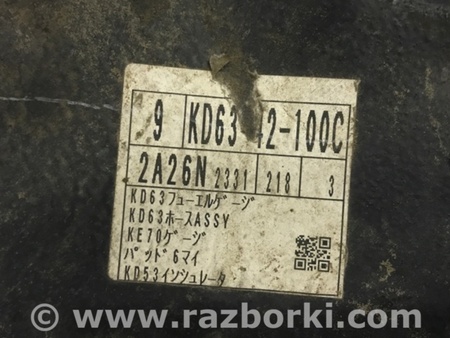 9 KD63 42-100C
2A26N 2331 218 3
KD63フューエルゲージ
KD63ホースASSY
KE70ゲージ
パッド6マイ
KD53インシュレータ
© www.razborki.com